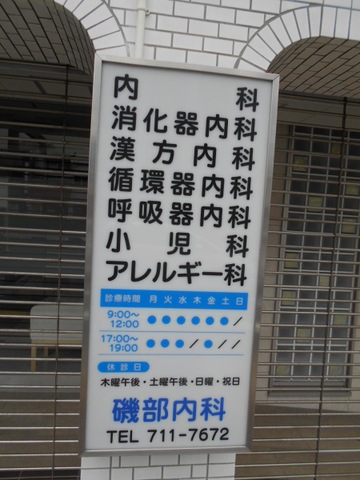 内科
消化器内科
漢方内科
循環器内科
呼吸器内科
小児科
アレルギー科
診療時間 月 火 水 木 金 土 日
9:00～12:00 ● ● ● ● ● ● /
17:00～19:00 ● ● ● / ● / /
休診日
木曜午後・土曜午後・日曜・祝日
磯部内科
TEL 711-7672